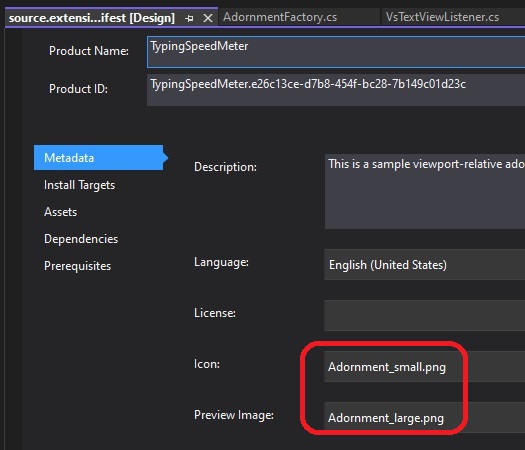 source.extensi...ifest [Design] AdornmentFactory.cs VsTextViewListener.cs
Product Name: TypingSpeedMeter
Product ID: TypingSpeedMeter.e26c13ce-d7b8-454f-bc28-7b149c01d23c
Metadata
Install Targets
Assets
Dependencies
Prerequisites
Description: This is a sample viewport-relative ado
Language: English (United States)
License:
Icon: Adornment_small.png
Preview Image: Adornment_large.png